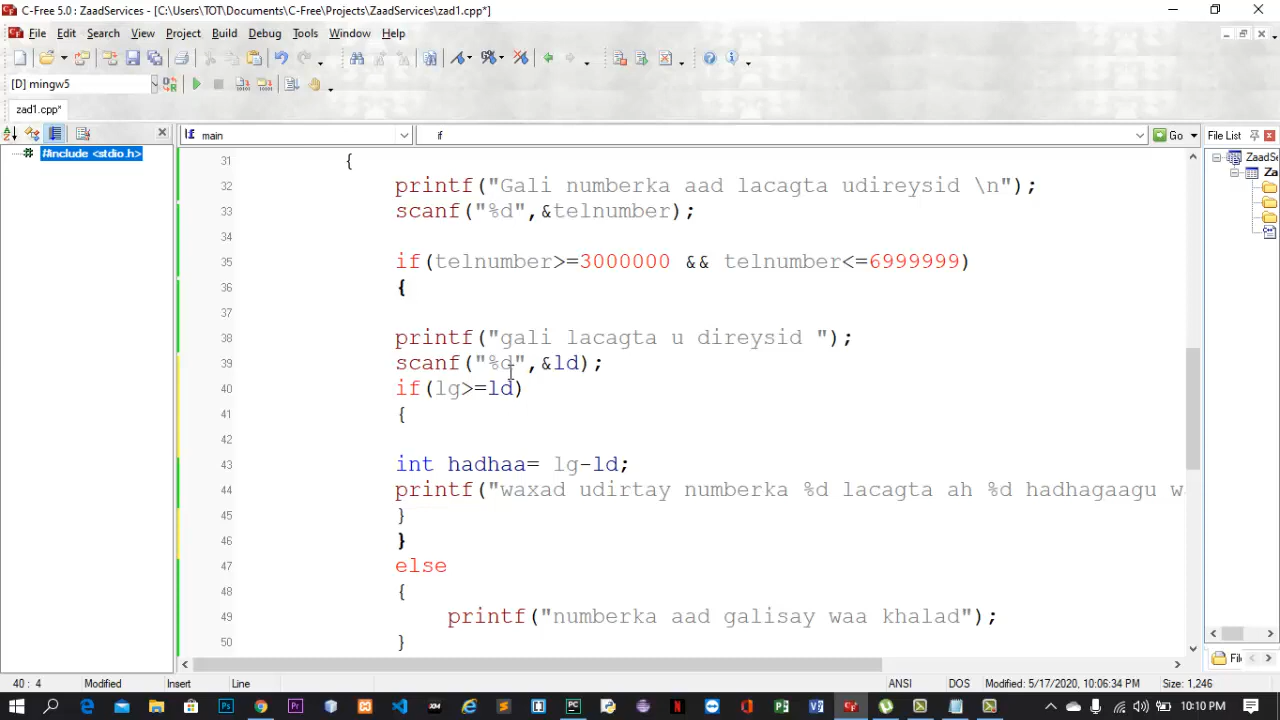 C-Free 5.0 : ZaadServices - [C:\Users\TOT\Documents\C-Free\Projects\ZaadServices\zad1.cpp*]
File Edit Search View Project Build Debug Tools Window Help
[D] mingw5
zad1.cpp*
main if Go File List
#include <stdio.h>
ZaadSe
Za
31 {
32 printf("Gali numberka aad lacagta udireysid \n");
33 scanf("%d",&telnumber);
34
35 if(telnumber>=3000000 && telnumber<=6999999)
36 {
37
38 printf("gali lacagta u direysid ");
39 scanf("%d",&ld);
40 if(lg>=ld)
41 {
42
43 int hadhaa= lg-ld;
44 printf("waxad udirtay numberka %d lacagta ah %d hadhagaagu w
45 }
46 }
47 else
48 {
49 printf("numberka aad galisay waa khalad");
50 }
File
40 : 4 Modified Insert Line ANSI DOS Modified: 5/17/2020, 10:06:34 PM Size: 1,246
10:10 PM